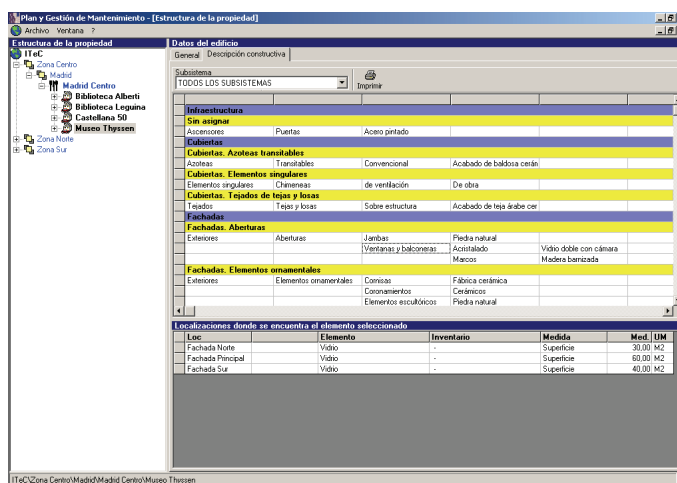 Plan y Gestión de Mantenimiento - [Estructura de la propiedad]
Archivo Ventana ?
Estructura de la propiedad
ITeC
Zona Centro
Madrid
Madrid Centro
Biblioteca Alberti
Biblioteca Leguina
Castellana 50
Museo Thyssen
Zona Norte
Zona Sur
Datos del edificio
General Descripción constructiva
Subsistema
TODOS LOS SUBSISTEMAS
Imprimir
Infraestructura
Sin asignar
Ascensores Puertas Acero pintado
Cubiertas
Cubiertas. Azoteas transitables
Azoteas Transitables Convencional Acabado de baldosa cerán
Cubiertas. Elementos singulares
Elementos singulares Chimeneas de ventilación De obra
Cubiertas. Tejados de tejas y losas
Tejados Tejas y losas Sobre estructura Acabado de teja árabe cer
Fachadas
Fachadas. Aberturas
Exteriores Aberturas Jambas Piedra natural
Ventanas y balconeras Acristalado Vidrio doble con cámara
Marcos Madera barnizada
Fachadas. Elementos ornamentales
Exteriores Elementos ornamentales Cornisas Fábrica cerámica
Coronamientos Cerámicos
Elementos escultóricos Piedra natural
Localizaciones donde se encuentra el elemento seleccionado
Loc Elemento Inventario Medida Med. UM
Fachada Norte Vidrio - Superficie 30,00 M2
Fachada Principal Vidrio - Superficie 60,00 M2
Fachada Sur Vidrio - Superficie 40,00 M2
ITeC\Zona Centro\Madrid\Madrid Centro\Museo Thyssen